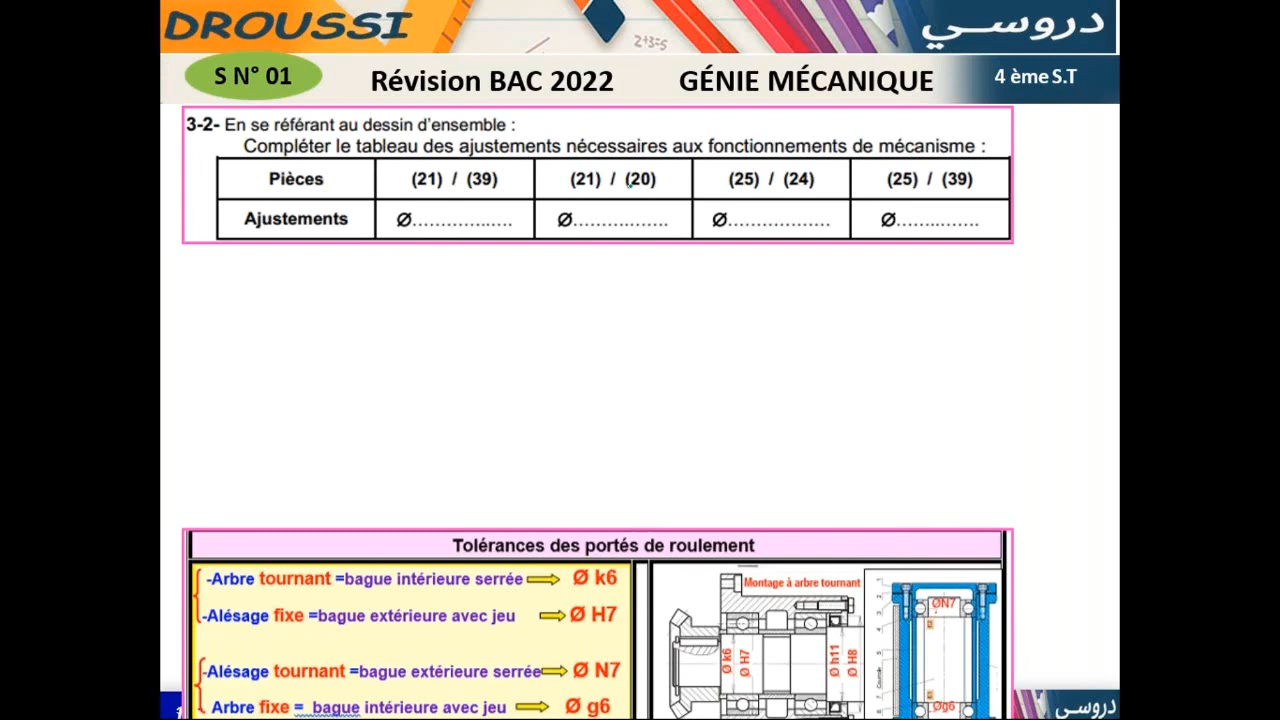 DROUSSI
2+3=5
دروسي
S N° 01
Révision BAC 2022
GÉNIE MÉCANIQUE
4 ème S.T
3-2- En se référant au dessin d'ensemble :
Compléter le tableau des ajustements nécessaires aux fonctionnements de mécanisme :
Pièces (21) / (39) (21) / (20) (25) / (24) (25) / (39)
Ajustements Ø.................... Ø.................... Ø.................... Ø....................
Tolérances des portés de roulement
-Arbre tournant =bague intérieure serrée Ø k6
-Alésage fixe =bague extérieure avec jeu Ø H7
-Alésage tournant =bague extérieure serrée Ø N7
Arbre fixe = bague intérieure avec jeu Ø g6
Montage à arbre tournant
Ø k6
Ø H7
Ø h11
Ø H8
ØN7
Øg6
دروسي